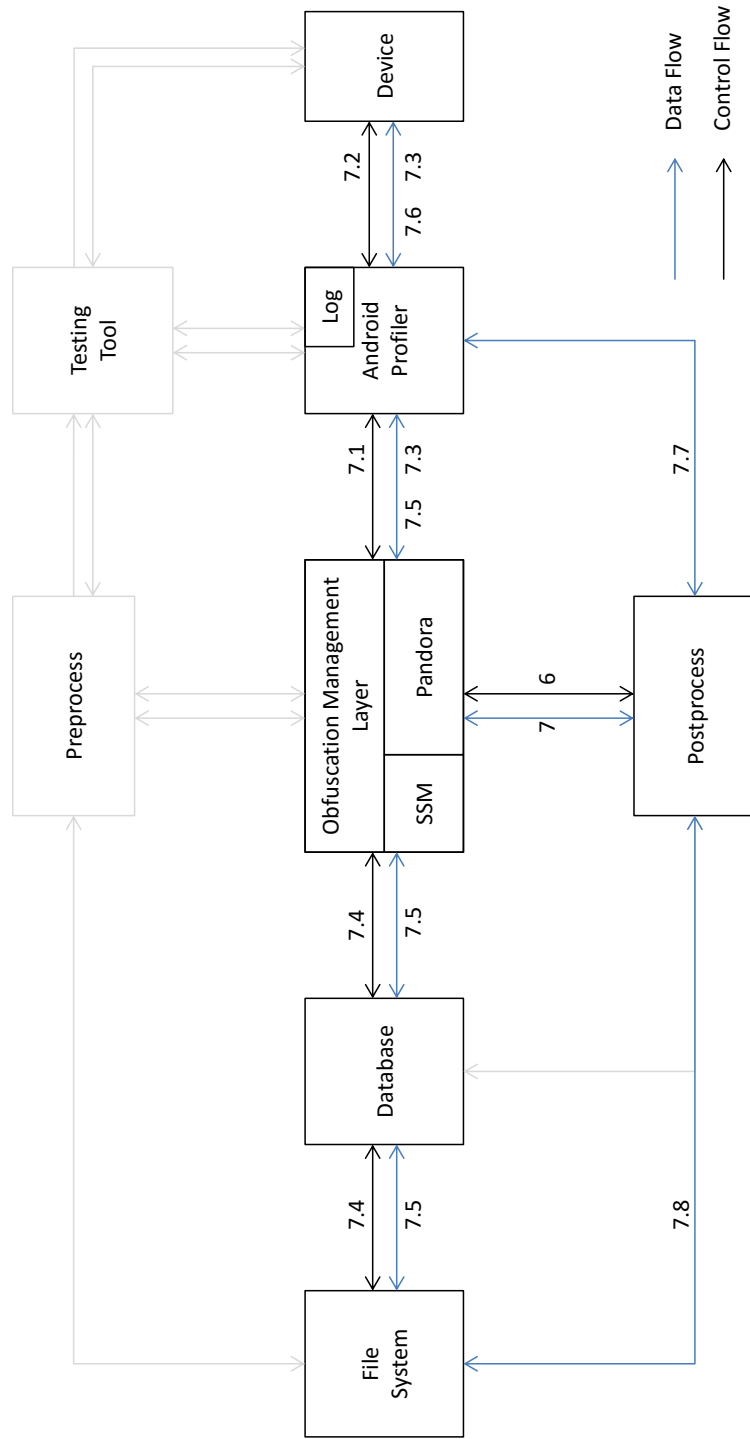 Preprocess
Testing
Tool
File
System
7.4
7.5
Database
7.4
7.5
Obfuscation Management
Layer
SSM
Pandora
7.1
7.5
7.3
Log
Android
Profiler
7.2
7.6
7.3
Device
7
6
7.8
Postprocess
7.7
Data Flow
Control Flow